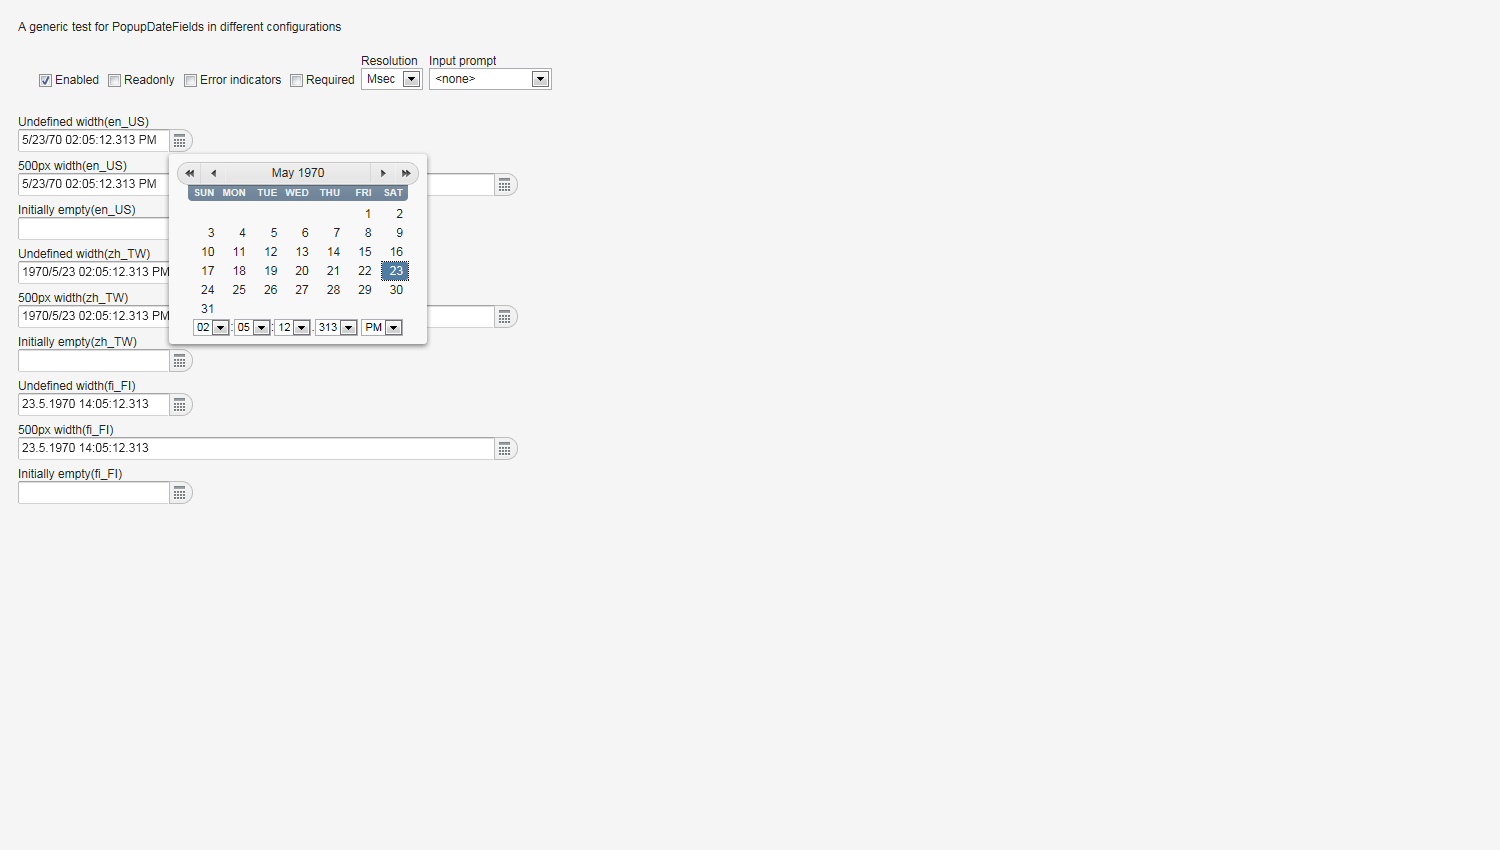 A generic test for PopupDateFields in different configurations
Resolution Input prompt
Enabled Readonly Error indicators Required Msec <none>
Undefined width(en_US)
5/23/70 02:05:12.313 PM
500px width(en_US)
5/23/70 02:05:12.313 PM
Initially empty(en_US)
Undefined width(zh_TW)
1970/5/23 02:05:12.313 PM
500px width(zh_TW)
1970/5/23 02:05:12.313 PM
Initially empty(zh_TW)
Undefined width(fi_FI)
23.5.1970 14:05:12.313
500px width(fi_FI)
23.5.1970 14:05:12.313
Initially empty(fi_FI)
May 1970
SUN MON TUE WED THU FRI SAT
1 2
3 4 5 6 7 8 9
10 11 12 13 14 15 16
17 18 19 20 21 22 23
24 25 26 27 28 29 30
31
02 : 05 : 12 . 313 PM